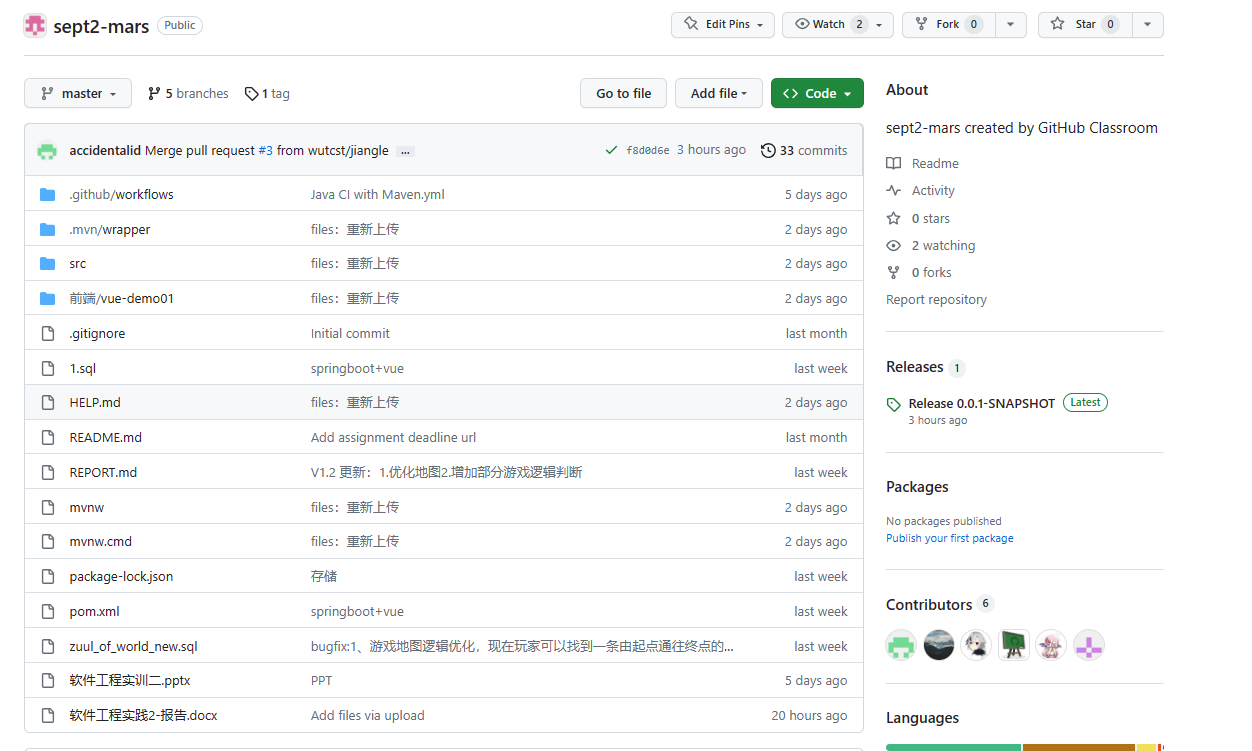 sept2-mars Public Edit Pins Watch 2 Fork 0 Star 0
master 5 branches 1 tag Go to file Add file Code
accidentalid Merge pull request #3 from wutcst/jiangle ... f8d0d6e 3 hours ago 33 commits
.github/workflows Java CI with Maven.yml 5 days ago
.mvn/wrapper files：重新上传 2 days ago
src files：重新上传 2 days ago
前端/vue-demo01 files：重新上传 2 days ago
.gitignore Initial commit last month
1.sql springboot+vue last week
HELP.md files：重新上传 2 days ago
README.md Add assignment deadline url last month
REPORT.md V1.2 更新：1.优化地图2.增加部分游戏逻辑判断 last week
mvnw files：重新上传 2 days ago
mvnw.cmd files：重新上传 2 days ago
package-lock.json 存储 last week
pom.xml springboot+vue last week
zuul_of_world_new.sql bugfix:1、游戏地图逻辑优化，现在玩家可以找到一条由起点通往终点的... last week
软件工程实训二.pptx PPT 5 days ago
软件工程实践2-报告.docx Add files via upload 20 hours ago
About
sept2-mars created by GitHub Classroom
Readme
Activity
0 stars
2 watching
0 forks
Report repository
Releases 1
Release 0.0.1-SNAPSHOT Latest
3 hours ago
Packages
No packages published
Publish your first package
Contributors 6
Languages